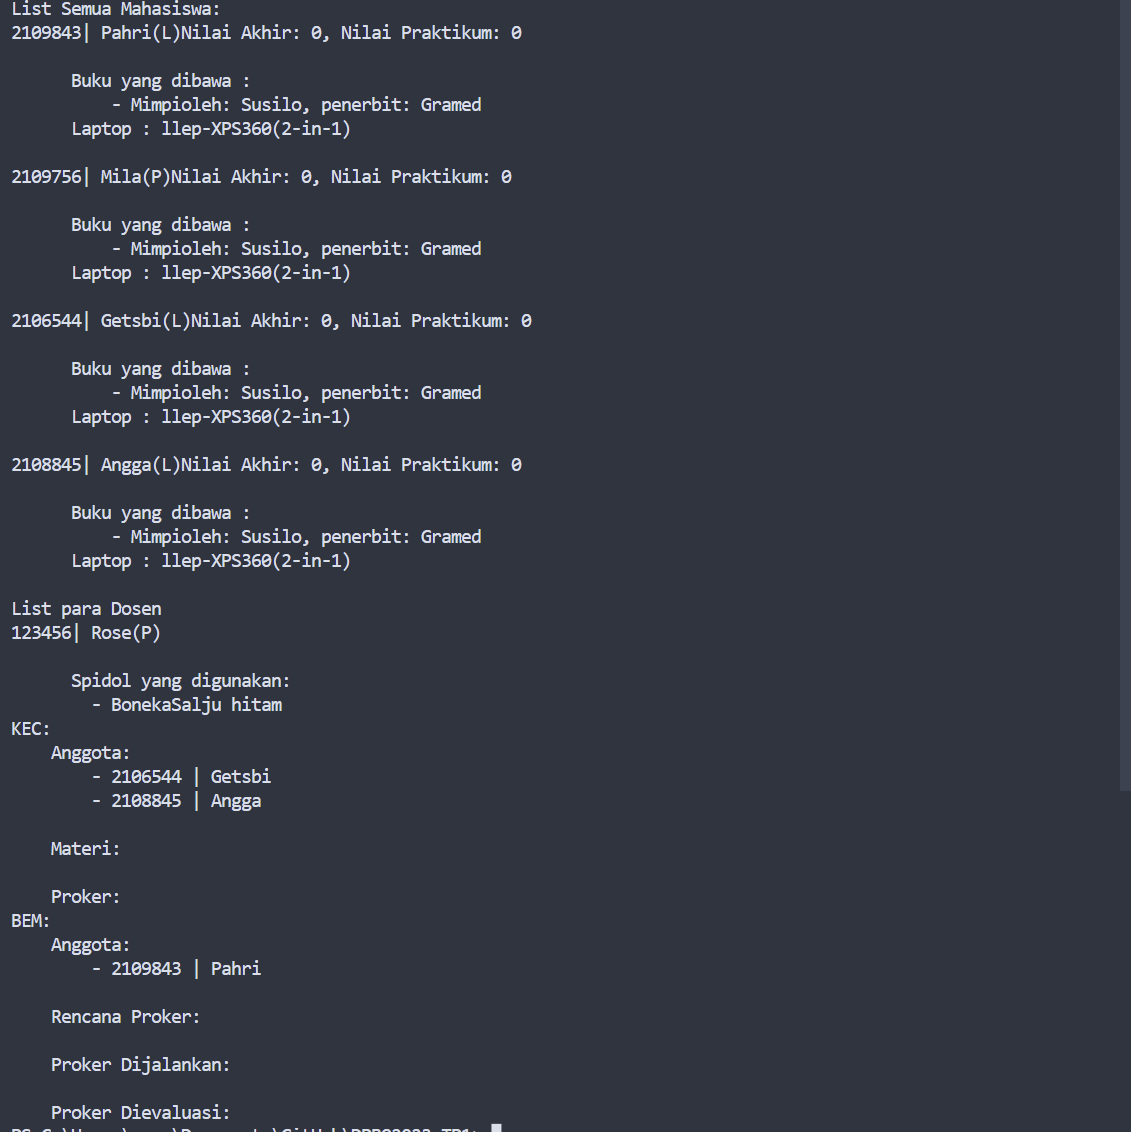 List Semua Mahasiswa:
2109843| Pahri(L)Nilai Akhir: 0, Nilai Praktikum: 0
Buku yang dibawa :
- Mimpioleh: Susilo, penerbit: Gramed
Laptop : llep-XPS360(2-in-1)
2109756| Mila(P)Nilai Akhir: 0, Nilai Praktikum: 0
Buku yang dibawa :
- Mimpioleh: Susilo, penerbit: Gramed
Laptop : llep-XPS360(2-in-1)
2106544| Getsbi(L)Nilai Akhir: 0, Nilai Praktikum: 0
Buku yang dibawa :
- Mimpioleh: Susilo, penerbit: Gramed
Laptop : llep-XPS360(2-in-1)
2108845| Angga(L)Nilai Akhir: 0, Nilai Praktikum: 0
Buku yang dibawa :
- Mimpioleh: Susilo, penerbit: Gramed
Laptop : llep-XPS360(2-in-1)
List para Dosen
123456| Rose(P)
Spidol yang digunakan:
- BonekaSalju hitam
KEC:
Anggota:
- 2106544 | Getsbi
- 2108845 | Angga
Materi:
Proker:
BEM:
Anggota:
- 2109843 | Pahri
Rencana Proker:
Proker Dijalankan:
Proker Dievaluasi: